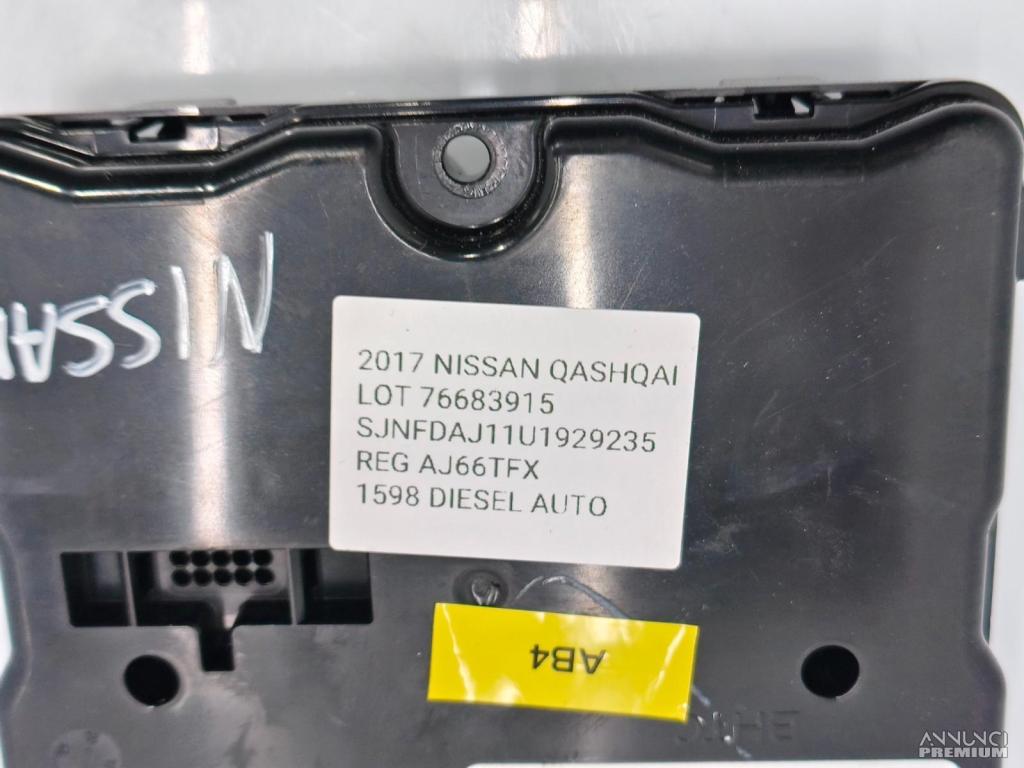 NISSAN
2017 NISSAN QASHQAI
LOT 76683915
SJNFDAJ11U1929235
REG AJ66TFX
1598 DIESEL AUTO
AB4
ANNUNCI
PREMIUM